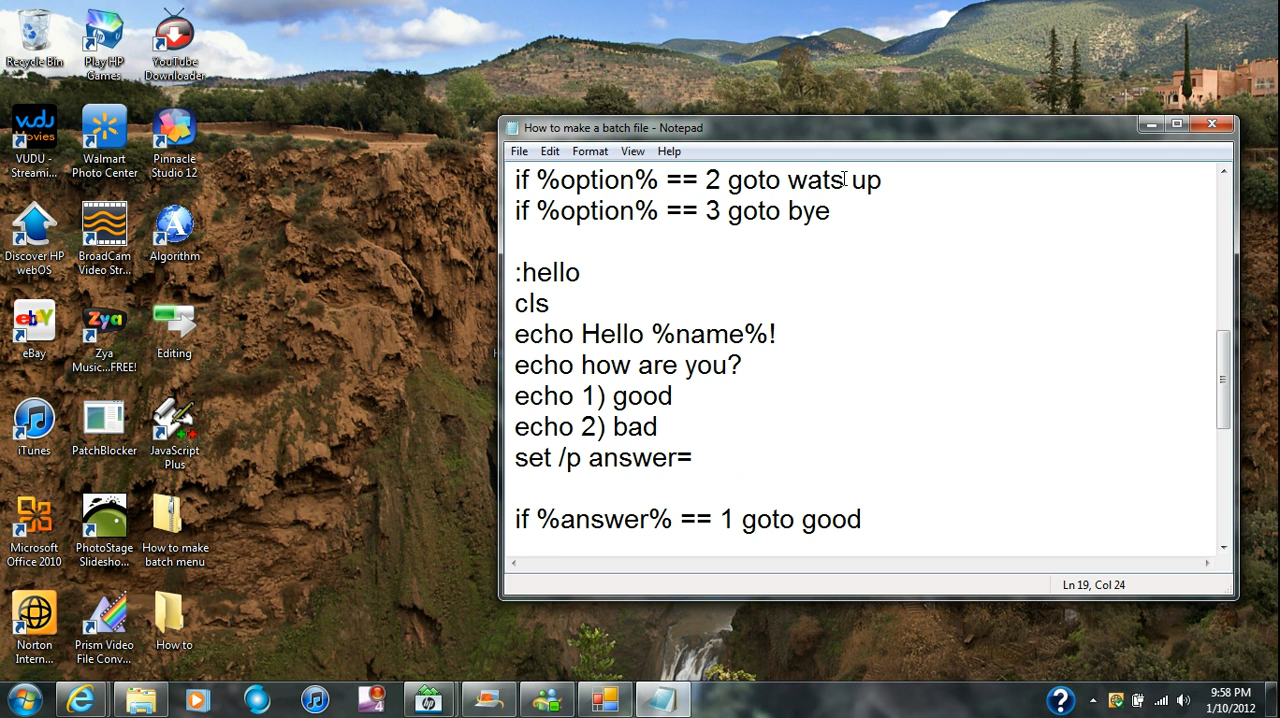 Recycle Bin
Play HP
Games
YouTube
Downloader
vudu
Movies
VUDU -
Streami...
Walmart
Photo Center
Pinnacle
Studio 12
Discover HP
webOS
BroadCam
Video Str...
Algorithm
ebY
eBay
Zya
Zya
Music...FREE!
Editing
iTunes
PatchBlocker
JavaScript
Plus
Microsoft
Office 2010
PhotoStage
Slidesho...
How to make
batch menu
Norton
Intern...
Prism Video
File Conv...
How to
How to make a batch file - Notepad
File Edit Format View Help
if %option% == 2 goto wats up
if %option% == 3 goto bye
:hello
cls
echo Hello %name%!
echo how are you?
echo 1) good
echo 2) bad
set /p answer=
if %answer% == 1 goto good
Ln 19, Col 24
9:58 PM
1/10/2012